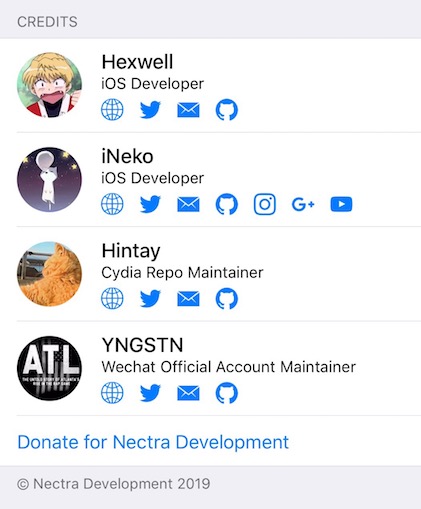 CREDITS
Hexwell
iOS Developer
iNeko
iOS Developer
G+
Hintay
Cydia Repo Maintainer
ATL
THE UNTOLD STORY OF ATLANTA'S
RISE IN THE RAP GAME
YNGSTN
Wechat Official Account Maintainer
Donate for Nectra Development
© Nectra Development 2019